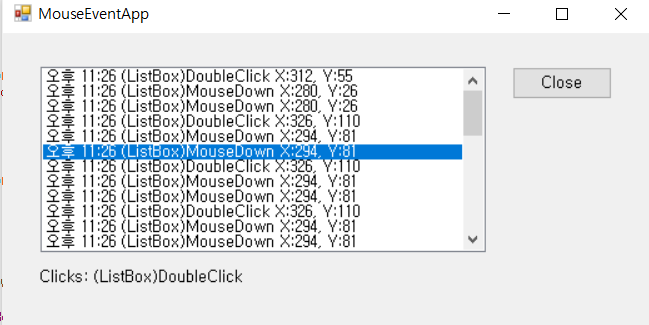 MouseEventApp
오후 11:26 (ListBox)DoubleClick X:312, Y:55
오후 11:26 (ListBox)MouseDown X:280, Y:26
오후 11:26 (ListBox)MouseDown X:280, Y:26
오후 11:26 (ListBox)DoubleClick X:326, Y:110
오후 11:26 (ListBox)MouseDown X:294, Y:81
오후 11:26 (ListBox)MouseDown X:294, Y:81
오후 11:26 (ListBox)DoubleClick X:326, Y:110
오후 11:26 (ListBox)MouseDown X:294, Y:81
오후 11:26 (ListBox)MouseDown X:294, Y:81
오후 11:26 (ListBox)DoubleClick X:326, Y:110
오후 11:26 (ListBox)MouseDown X:294, Y:81
오후 11:26 (ListBox)MouseDown X:294, Y:81
Close
Clicks: (ListBox)DoubleClick